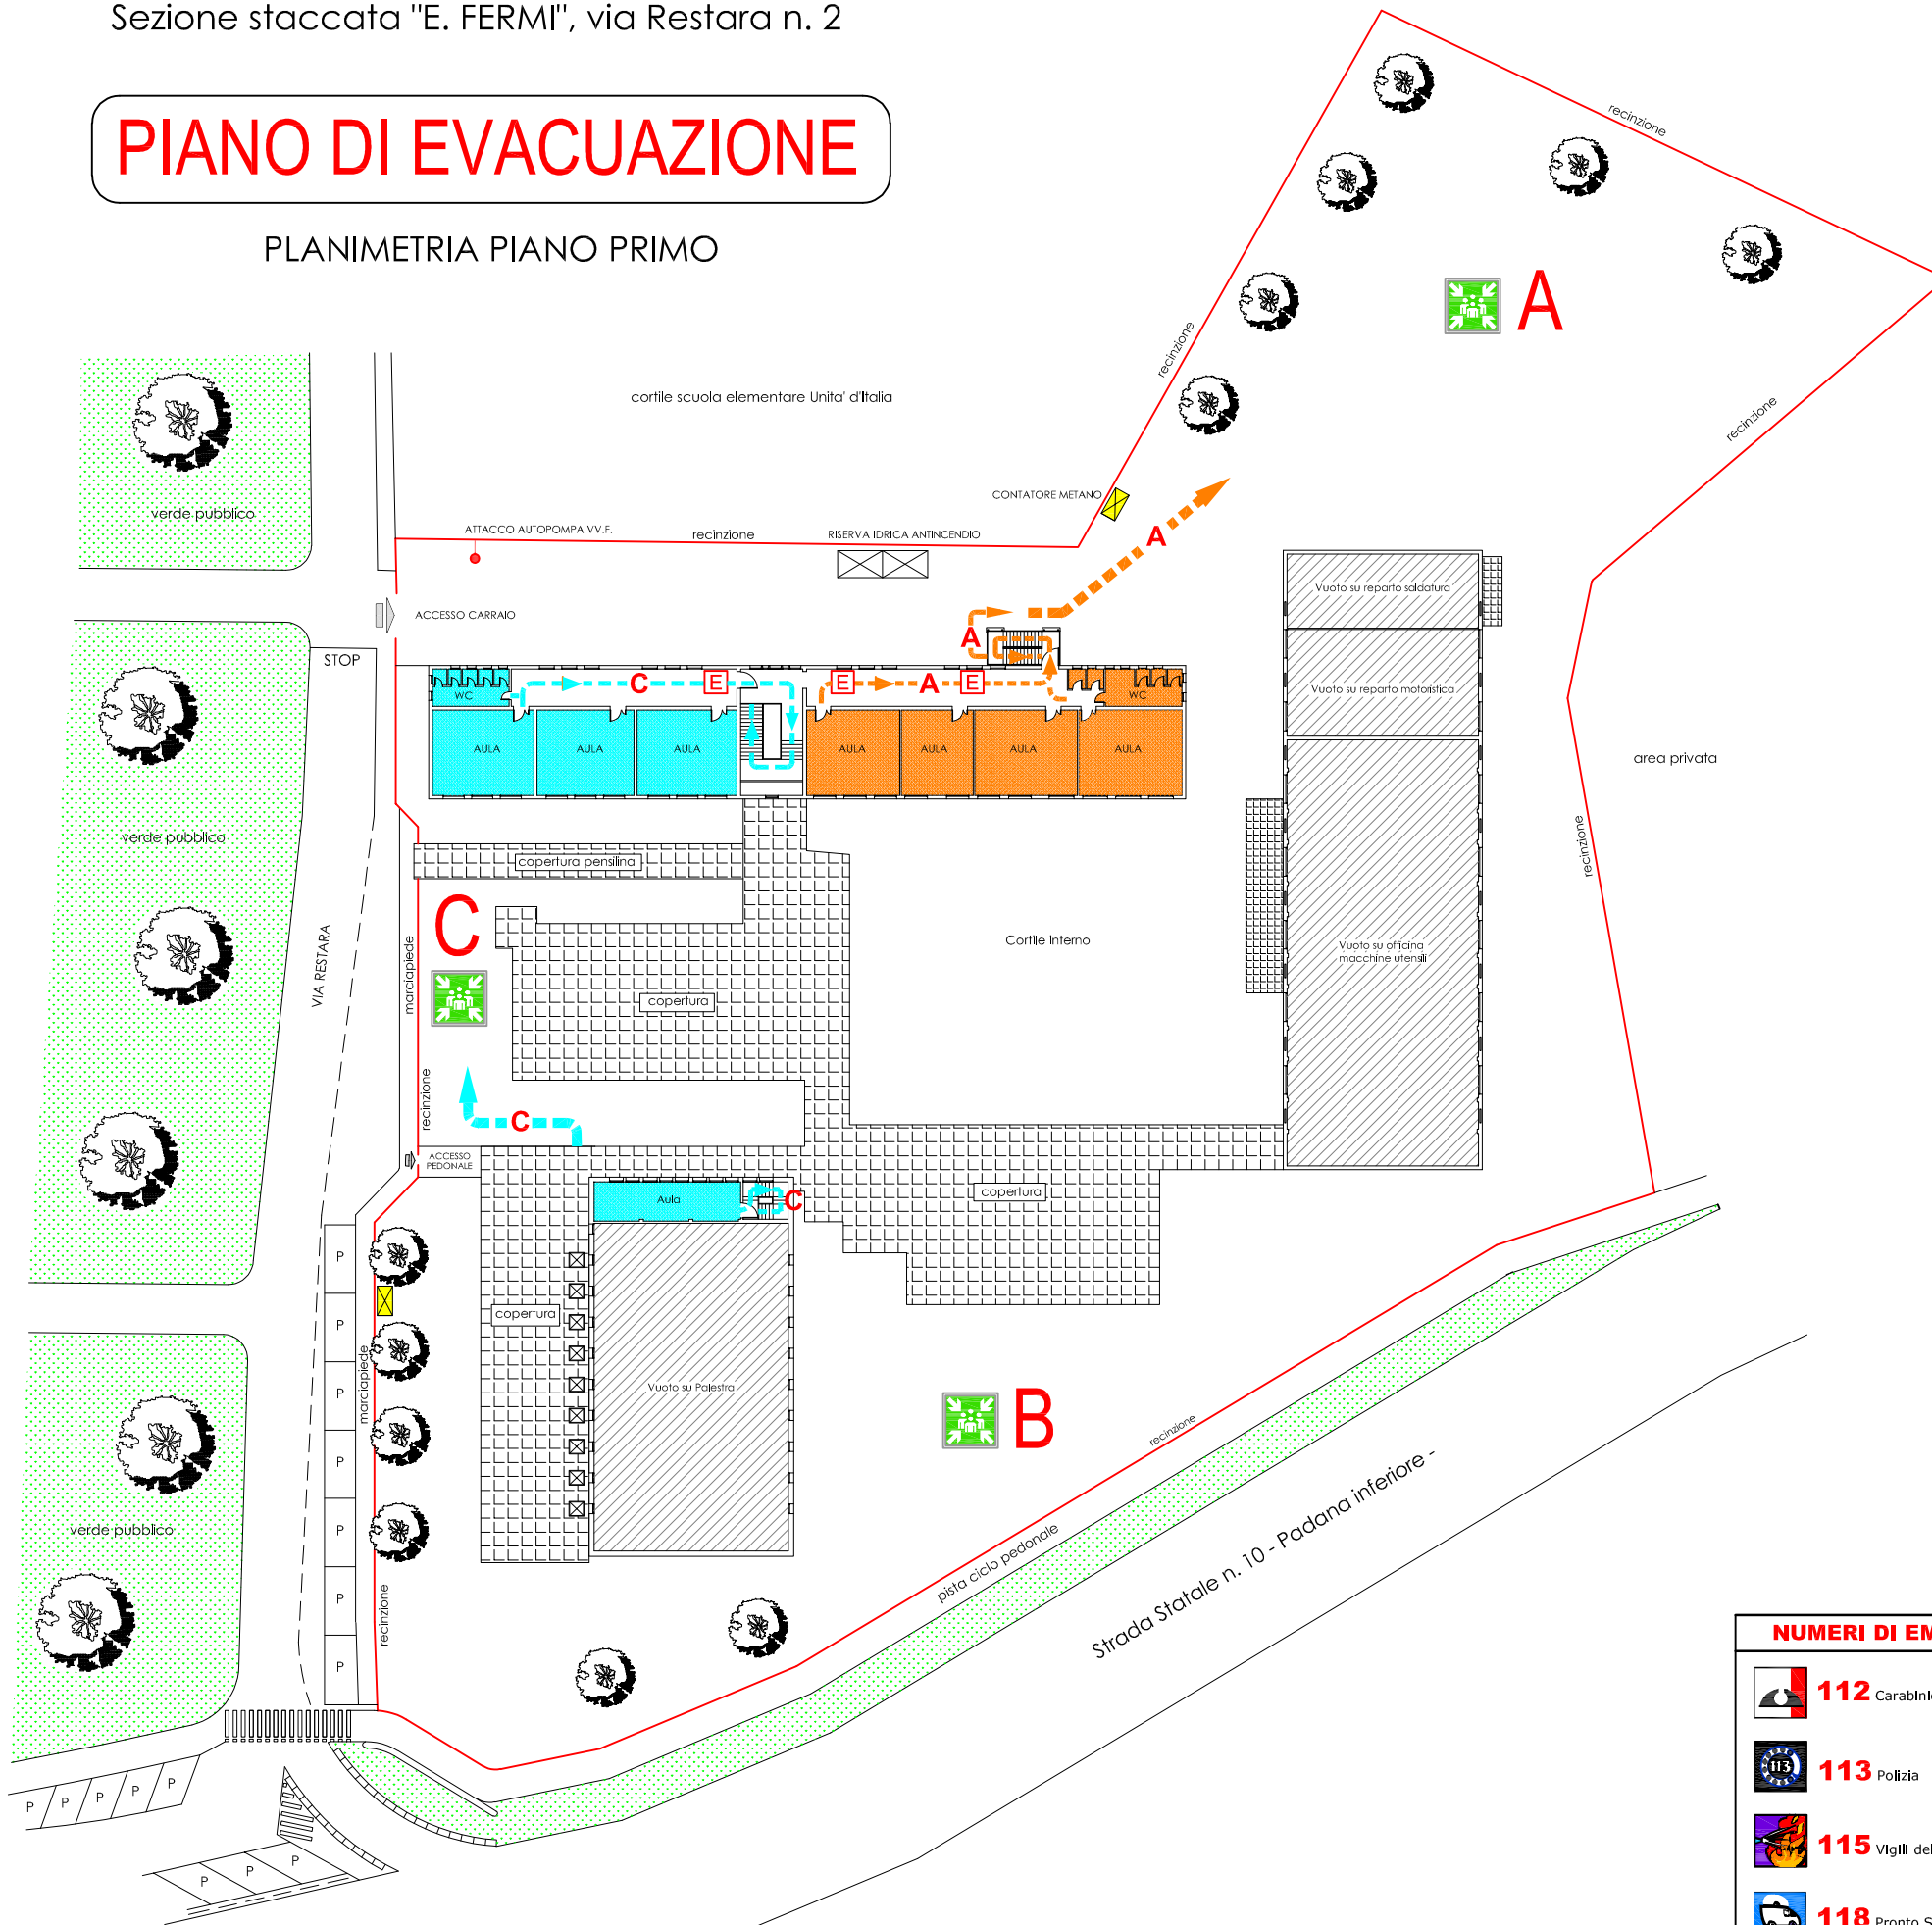 Sezione staccata "E. FERMI", via Restara n. 2
PIANO DI EVACUAZIONE
PLANIMETRIA PIANO PRIMO
recinzione
A
recinzione
recinzione
cortile scuola elementare Unita' d'Italia
CONTATORE METANO
verde pubblico
ATTACCO AUTOPOMPA VV.F.
recinzione
RISERVA IDRICA ANTINCENDIO
A
Vuoto su reparto saldatura
ACCESSO CARRAIO
A
STOP
WC
C
E
E
A
E
WC
Vuoto su reparto motoristica
AULA
AULA
AULA
AULA
AULA
AULA
AULA
area privata
verde pubblico
copertura pensilina
recinzione
C
VIA RESTARA
marciapiede
Cortile interno
Vuoto su officina
macchine utensili
copertura
recinzione
C
ACCESSO
PEDONALE
Aula
C
copertura
P
P
P
P
P
P
P
copertura
marciapiede
Vuoto su Palestra
B
recinzione
verde pubblico
pista ciclo pedonale
Strada Statale n. 10 - Padana inferiore -
recinzione
P
P
P
P
P
P
P
P
NUMERI DI
112
113
113 Polizia
115 Vigili
118 Pronto